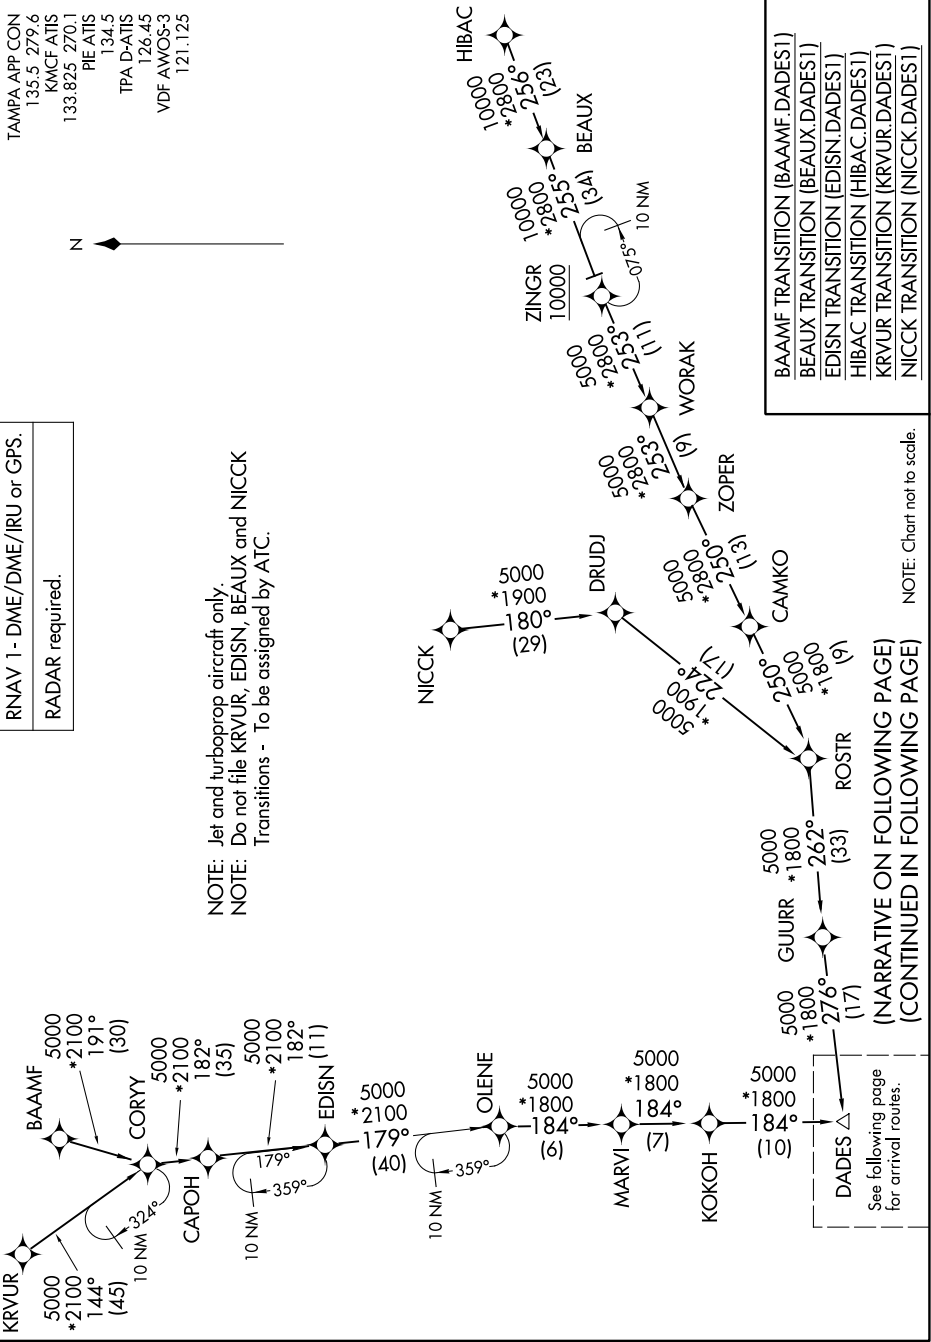 RNAV 1 - DME/DME/IRU or GPS.
RADAR required.
TAMPA APP CON
135.5 279.6
KMCF ATIS
133.825 270.1
PIE ATIS
134.5
TPA D-ATIS
126.45
VDF AWOS-3
121.125
N
NOTE: Jet and turboprop aircraft only.
NOTE: Do not file KRVUR, EDISN, BEAUX and NICCK
Transitions - To be assigned by ATC.
KRVUR
5000
*2100
144°
(45)
BAAMF
5000
*2100
191°
(30)
CORYY
324°
10 NM
5000
*2100
182°
(35)
CAPOH
5000
*2100
182°
(11)
179°
359°
10 NM
EDISN
5000
*2100
179°
(40)
359°
10 NM
OLENE
5000
*1800
184°
(6)
MARVI
5000
*1800
184°
(7)
KOKOH
5000
*1800
184°
(10)
DADES
See following page
for arrival routes.
HIBAC
10000
*2800
256°
(23)
BEAUX
10000
*2800
255°
(34)
075°
10 NM
ZINGR
10000
5000
*2800
253°
(11)
WORAK
5000
*2800
253°
(9)
ZOPER
5000
*2800
250°
(13)
CAMKO
250°
5000
*1800
(9)
NICCK
5000
*1900
180°
(29)
DRUDJ
5000
*1900
224°
(17)
ROSTR
5000
*1800
262°
(33)
GUURR
5000
*1800
276°
(17)
(NARRATIVE ON FOLLOWING PAGE)
(CONTINUED IN FOLLOWING PAGE)
NOTE: Chart not to scale.
BAAMF TRANSITION (BAAMF.DADES1)
BEAUX TRANSITION (BEAUX.DADES1)
EDISN TRANSITION (EDISN.DADES1)
HIBAC TRANSITION (HIBAC.DADES1)
KRVUR TRANSITION (KRVUR.DADES1)
NICCK TRANSITION (NICCK.DADES1)